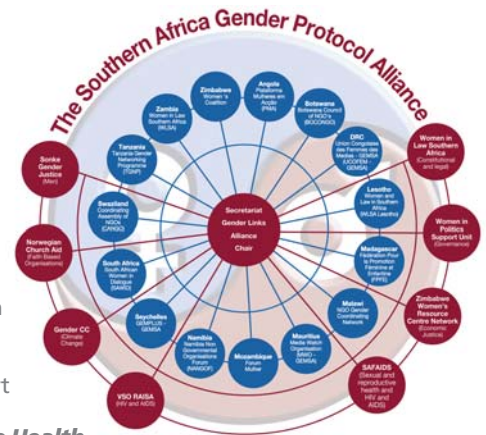 The Southern Africa Gender Protocol Alliance
Secretariat
Gender Links
Alliance
Chair
Angola
Plataforma
Mulheres em
Acção
(PMA)
Botswana
Botswana Council
of NGO's
(BOCONGO)
DRC
Union Congolaise
des Femmes des
Medias - GEMSA
(UCOFEM -
GEMSA)
Lesotho
Women and
Law in Southern
Africa
(WLSA Lesotho)
Madagascar
Federation Pour
la Promotion
Féminine et
Enfantine
(FPFE)
Malawi
NGO Gender
Coordinating
Network
Mauritius
Media Watch
Organisation
(MWO -
GEMSA)
Mozambique
Forum
Mulher
Namibia
Namibia Non
Governmental
Organisations
Forum
(NANGOF)
Seychelles
GEMPLUS -
GEMSA
South Africa
South African
Women in
Dialogue
(SAWID)
Swaziland
Coordinating
Assembly of
NGOs
(CANGO)
Tanzania
Tanzania Gender
Networking
Programme
(TGNP)
Zambia
Women in Law
Southern Africa
(WLSA)
Zimbabwe
Women's
Coalition
Women in
Law Southern
Africa
(Constitutional
and legal)
Women in
Politics
Support Unit
(Governance)
Zimbabwe
Women's
Resource
Centre Network
(Economic
Justice)
SAFAIDS
(Sexual and
reproductive
health and
HIV and
AIDS)
VSO RAISA
(HIV and AIDS)
Gender CC
(Climate
Change)
Norwegian
Church Aid
(Faith Based
Organisations)
Sonke
Gender
Justice
(Men)
Health